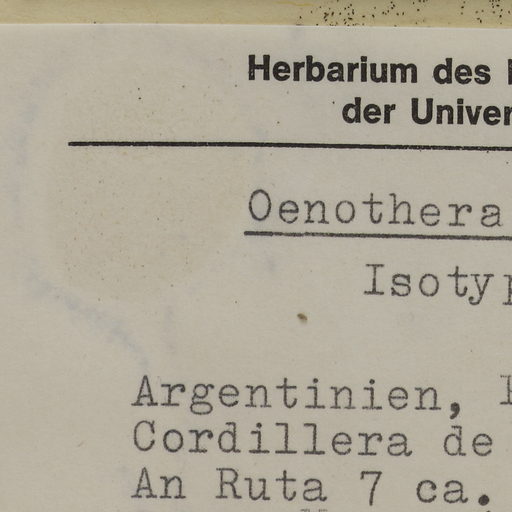 Herbarium des
der Univer
Oenothera
Isotyp
Argentinien,
Cordillera de
An Ruta 7 ca.